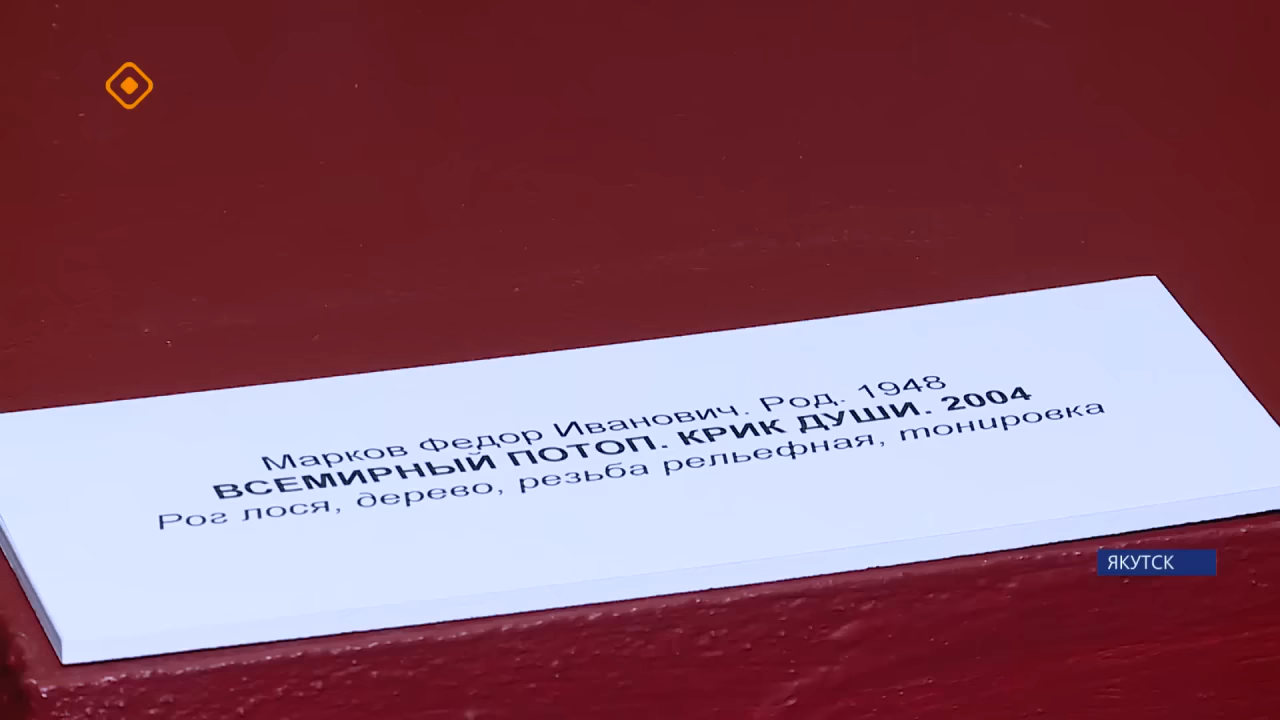 Марков Федор Иванович. Род. 1948
ВСЕМИРНЫЙ ПОТОП. КРИК ДУШИ. 2004
Рог лося, дерево, резьба рельефная, тонировка
ЯКУТСК